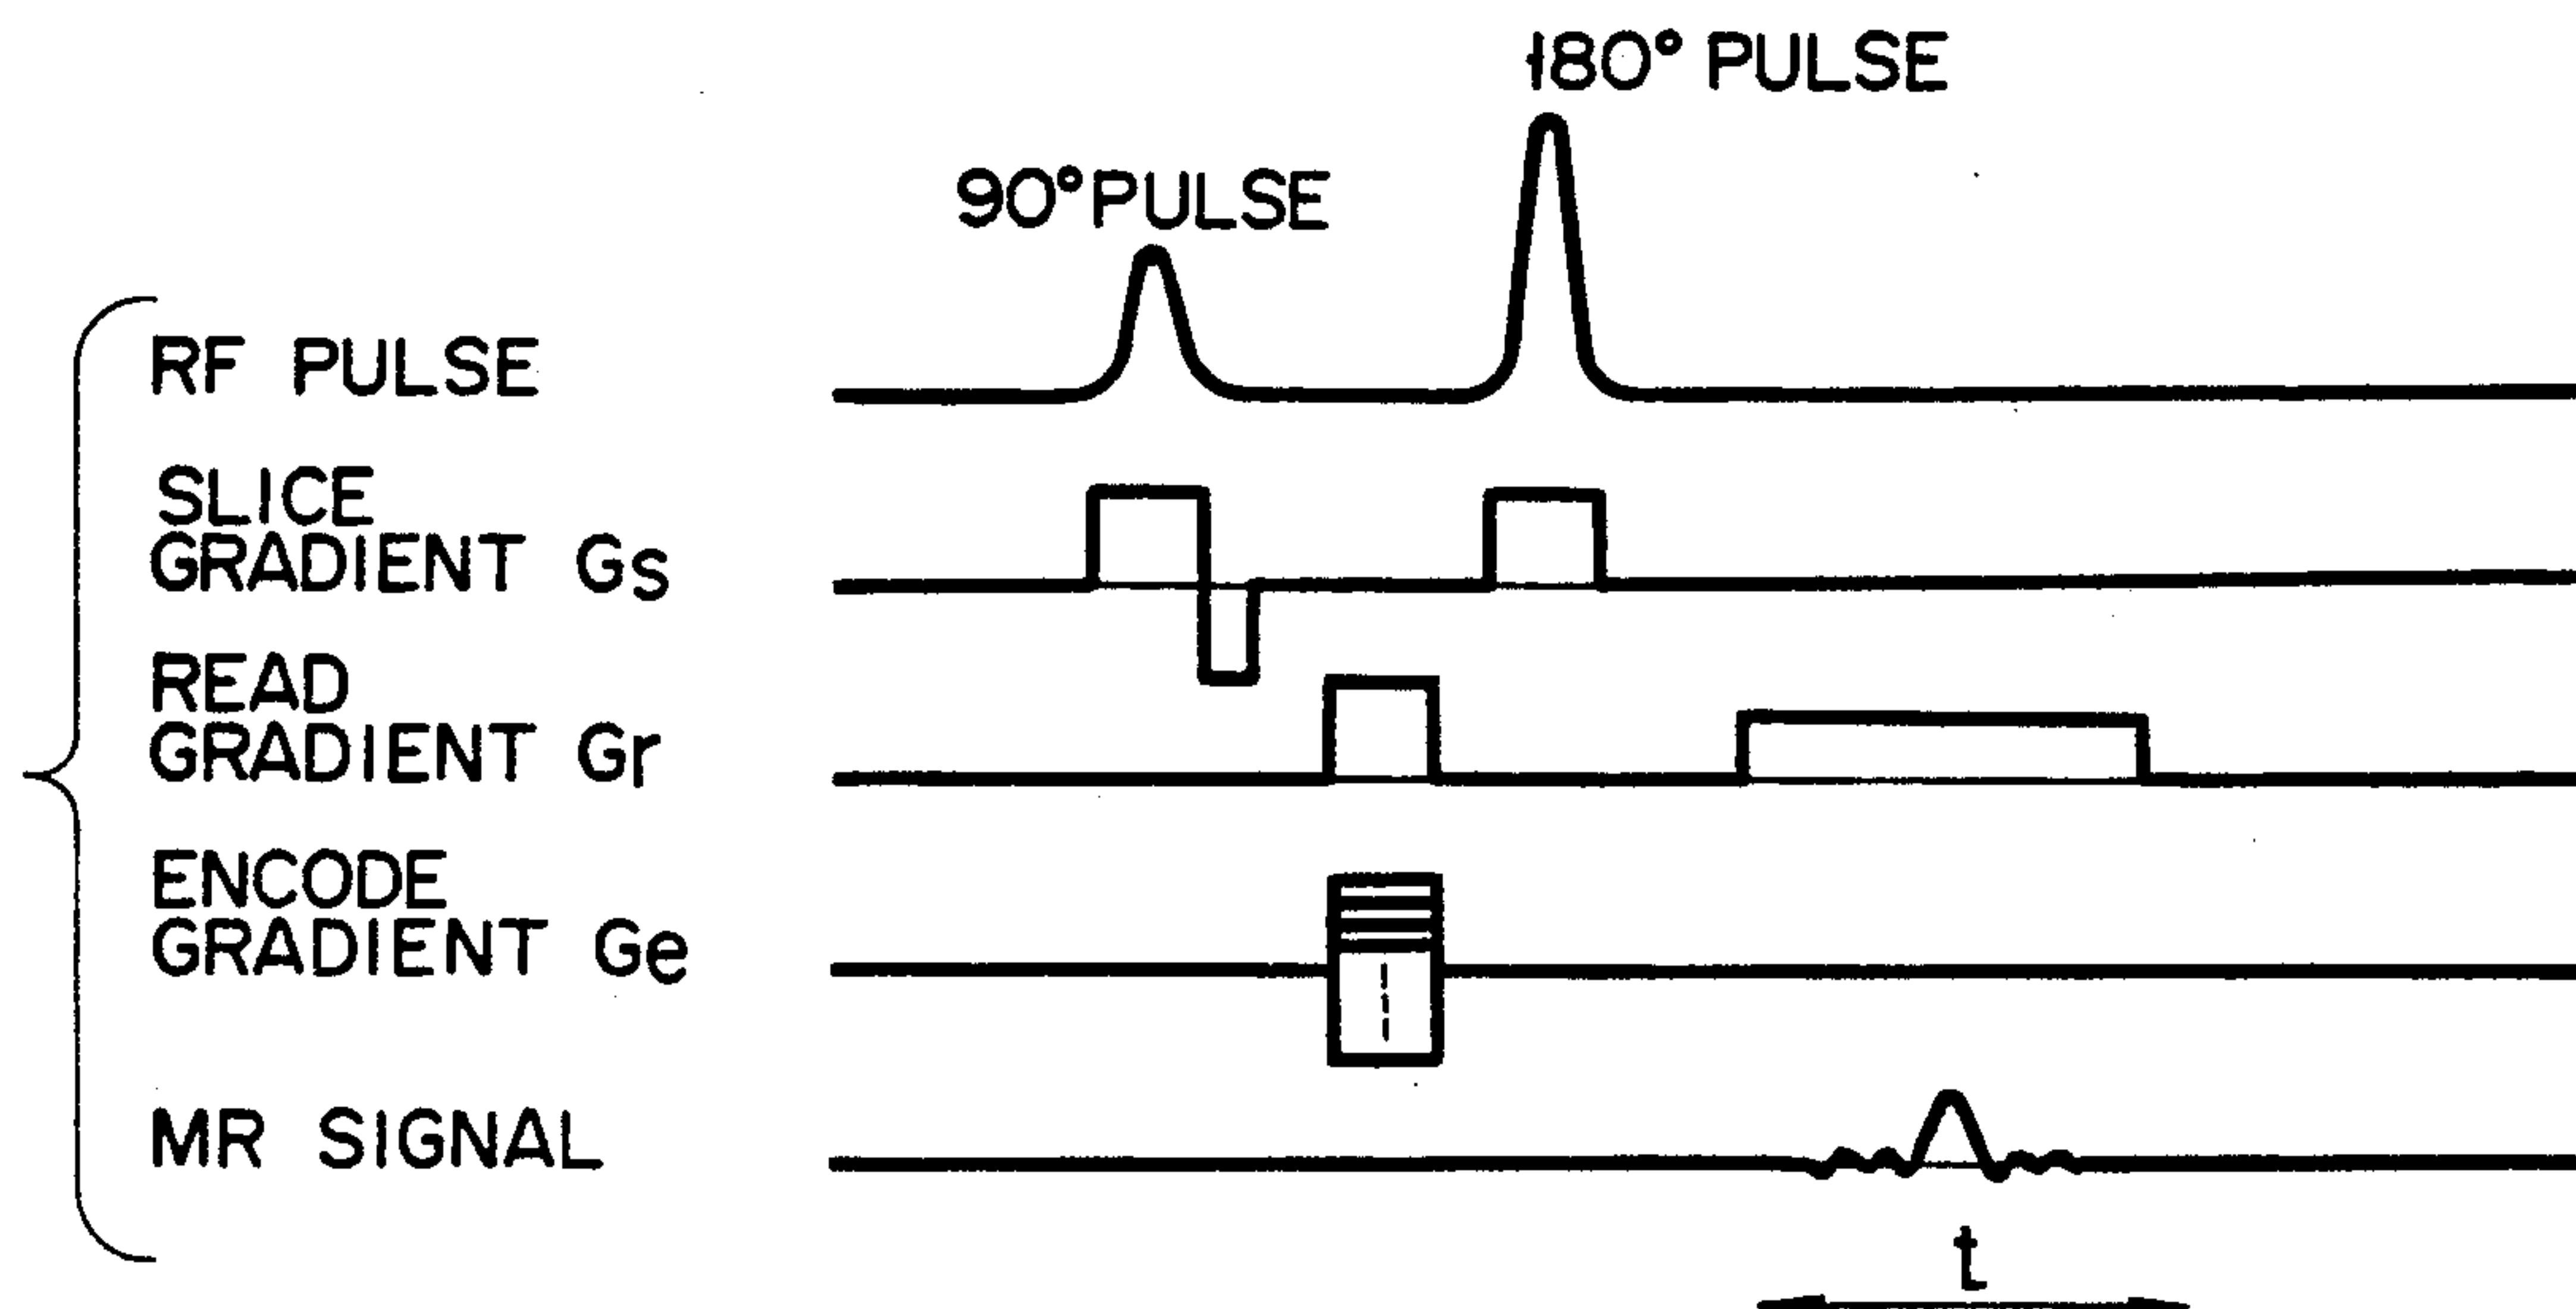 180° PULSE
90° PULSE
RF PULSE
SLICE
GRADIENT Gs
READ
GRADIENT Gr
ENCODE
GRADIENT Ge
MR SIGNAL
t